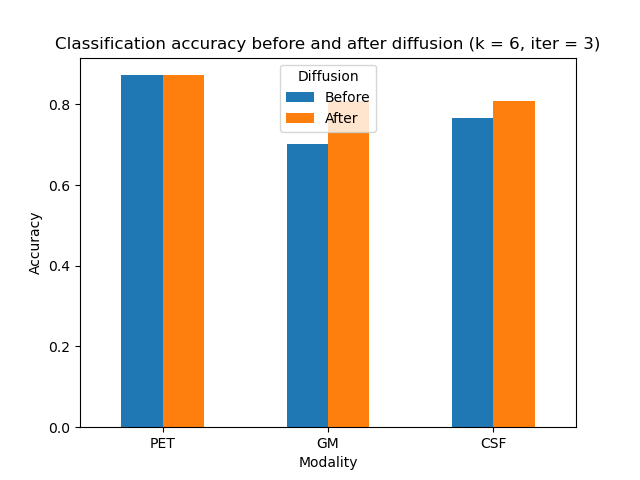 Classification accuracy before and after diffusion (k = 6, iter = 3)
Diffusion
Before
After
0.8
0.6
0.4
0.2
0.0
Accuracy
PET GM CSF
Modality